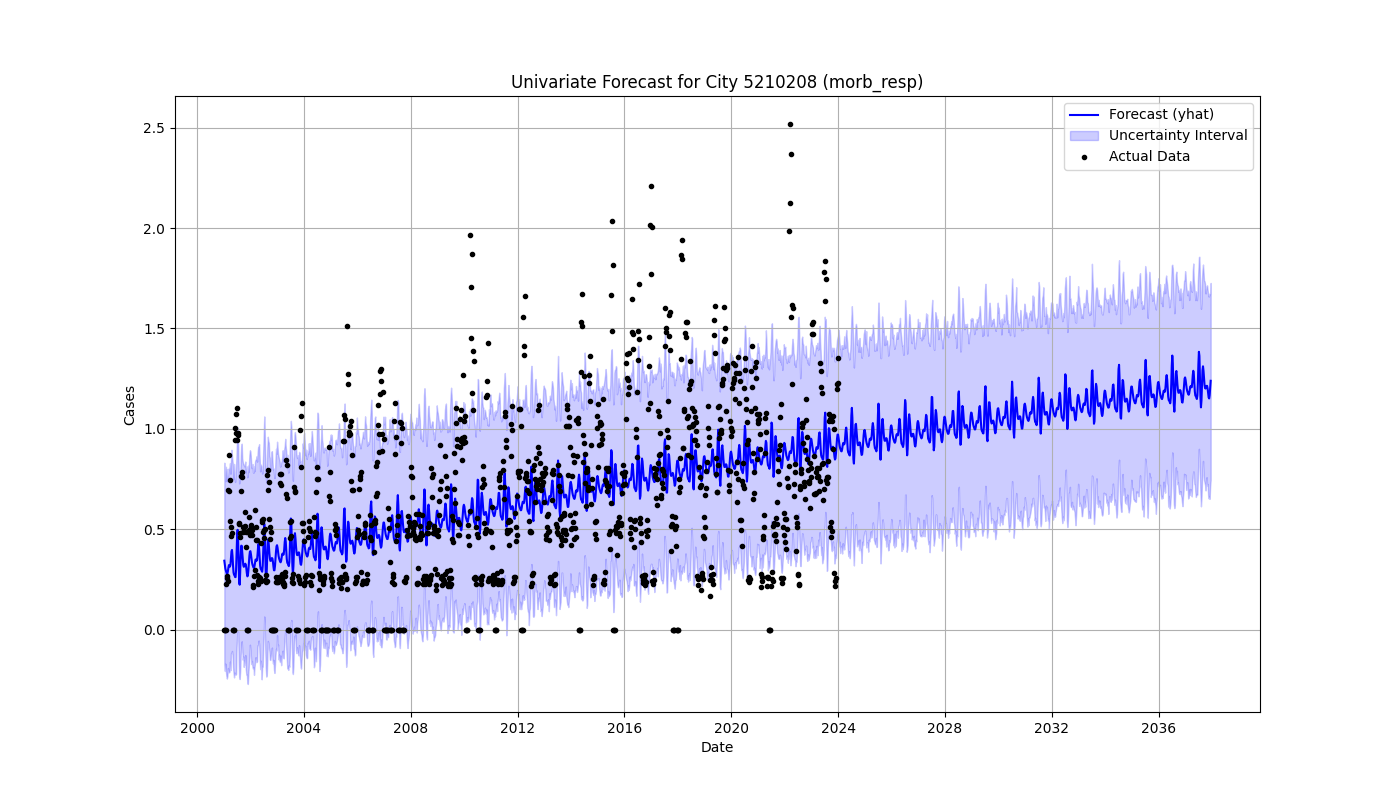 Univariate Forecast for City 5210208 (morb_resp)
Forecast (yhat)
Uncertainty Interval
Actual Data
Cases
2.5
2.0
1.5
1.0
0.5
0.0
2000 2004 2008 2012 2016 2020 2024 2028 2032 2036
Date